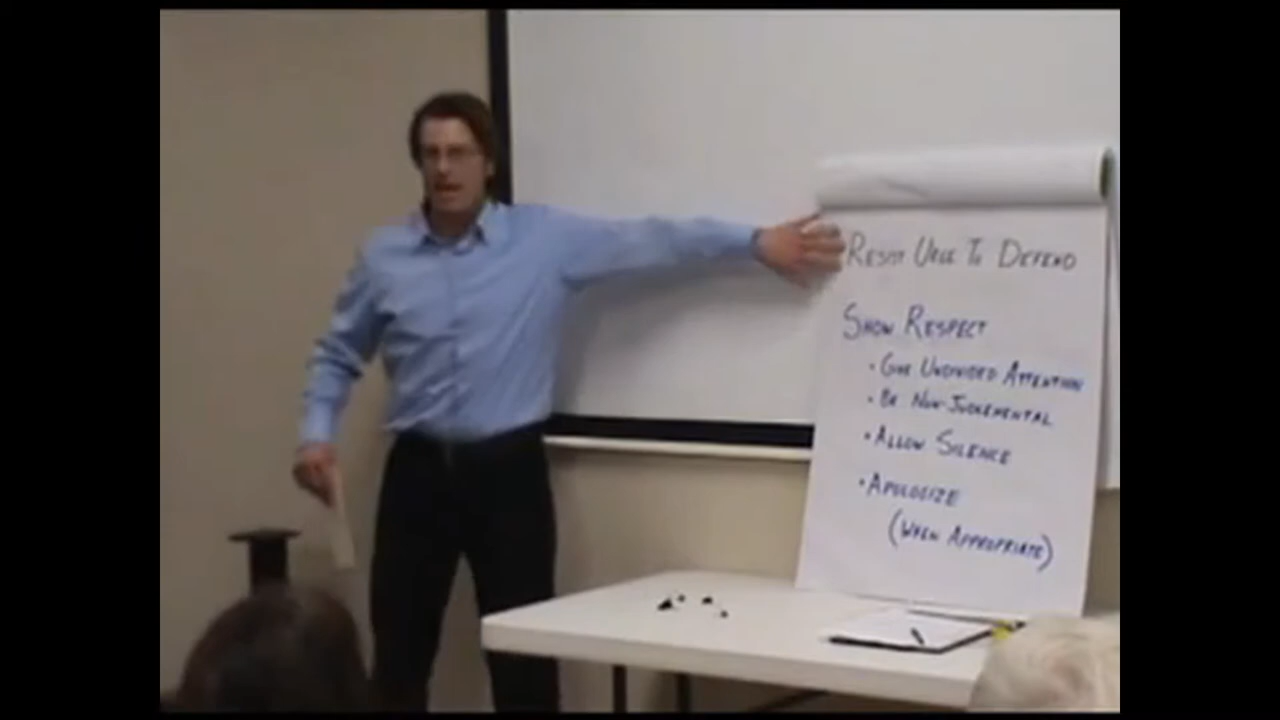 RESIST URGE TO DEFEND
SHOW RESPECT
• GIVE UNDIVIDED ATTENTION
• BE NON-JUDGEMENTAL
• ALLOW SILENCE
• APOLOGIZE
(WHEN APPROPRIATE)